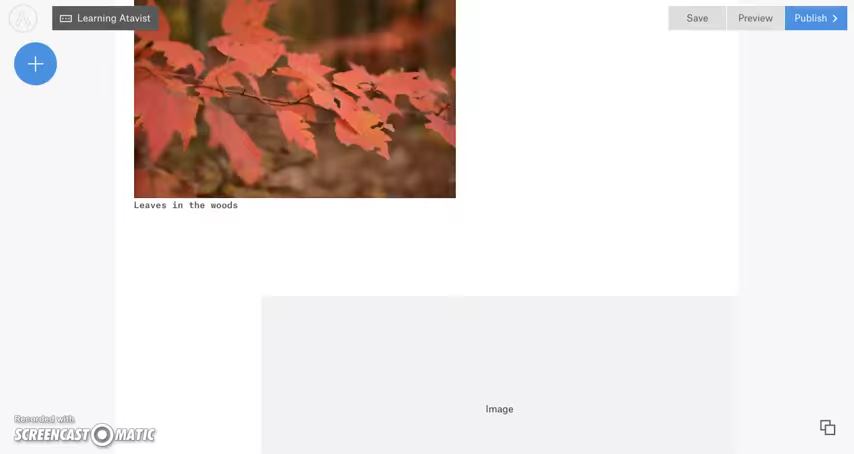 Learning Atavist
Save
Preview
Publish
Leaves in the woods
Image
Recorded with
SCREENCAST-O-MATIC